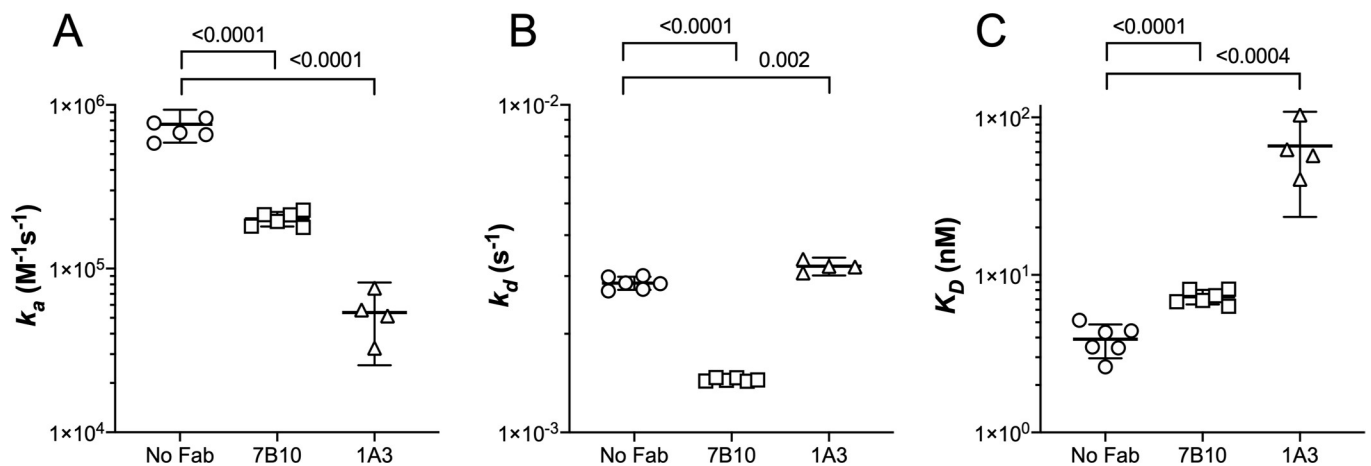 A
<0.0001
<0.0001
1×10⁶
1×10⁵
1×10⁴
kₐ (M⁻¹s⁻¹)
No Fab 7B10 1A3
B
<0.0001
0.002
1×10⁻²
1×10⁻³
k_d (s⁻¹)
No Fab 7B10 1A3
C
<0.0001
<0.0004
1×10²
1×10¹
1×10⁰
K_D (nM)
No Fab 7B10 1A3